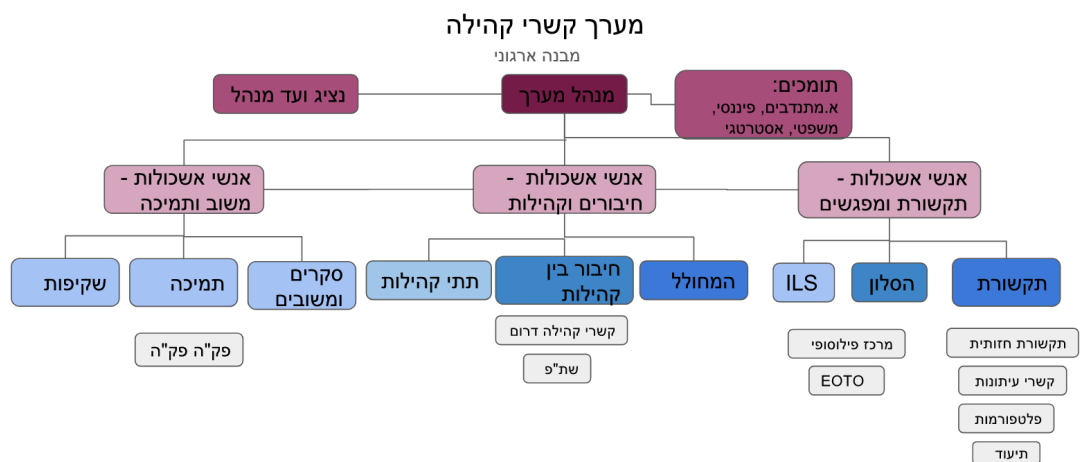 מערך קשרי קהילה
מבנה ארגוני
תומכים:
א.מתנדבים, פיננסי,
משפטי, אסטרטגי
מנהל מערך
נציג ועד מנהל
אנשי אשכולות -
תקשורת ומפגשים
אנשי אשכולות -
חיבורים וקהילות
אנשי אשכולות -
משוב ותמיכה
תקשורת
הסלון
ILS
המחולל
חיבור בין
קהילות
תתי קהילות
סקרים
ומשובים
תמיכה
שקיפות
תקשורת חזותית
קשרי עיתונות
פלטפורמות
תיעוד
מרכז פילוסופי
EOTO
קשרי קהילה דרום
שת"פ
פק"ה פק"ה